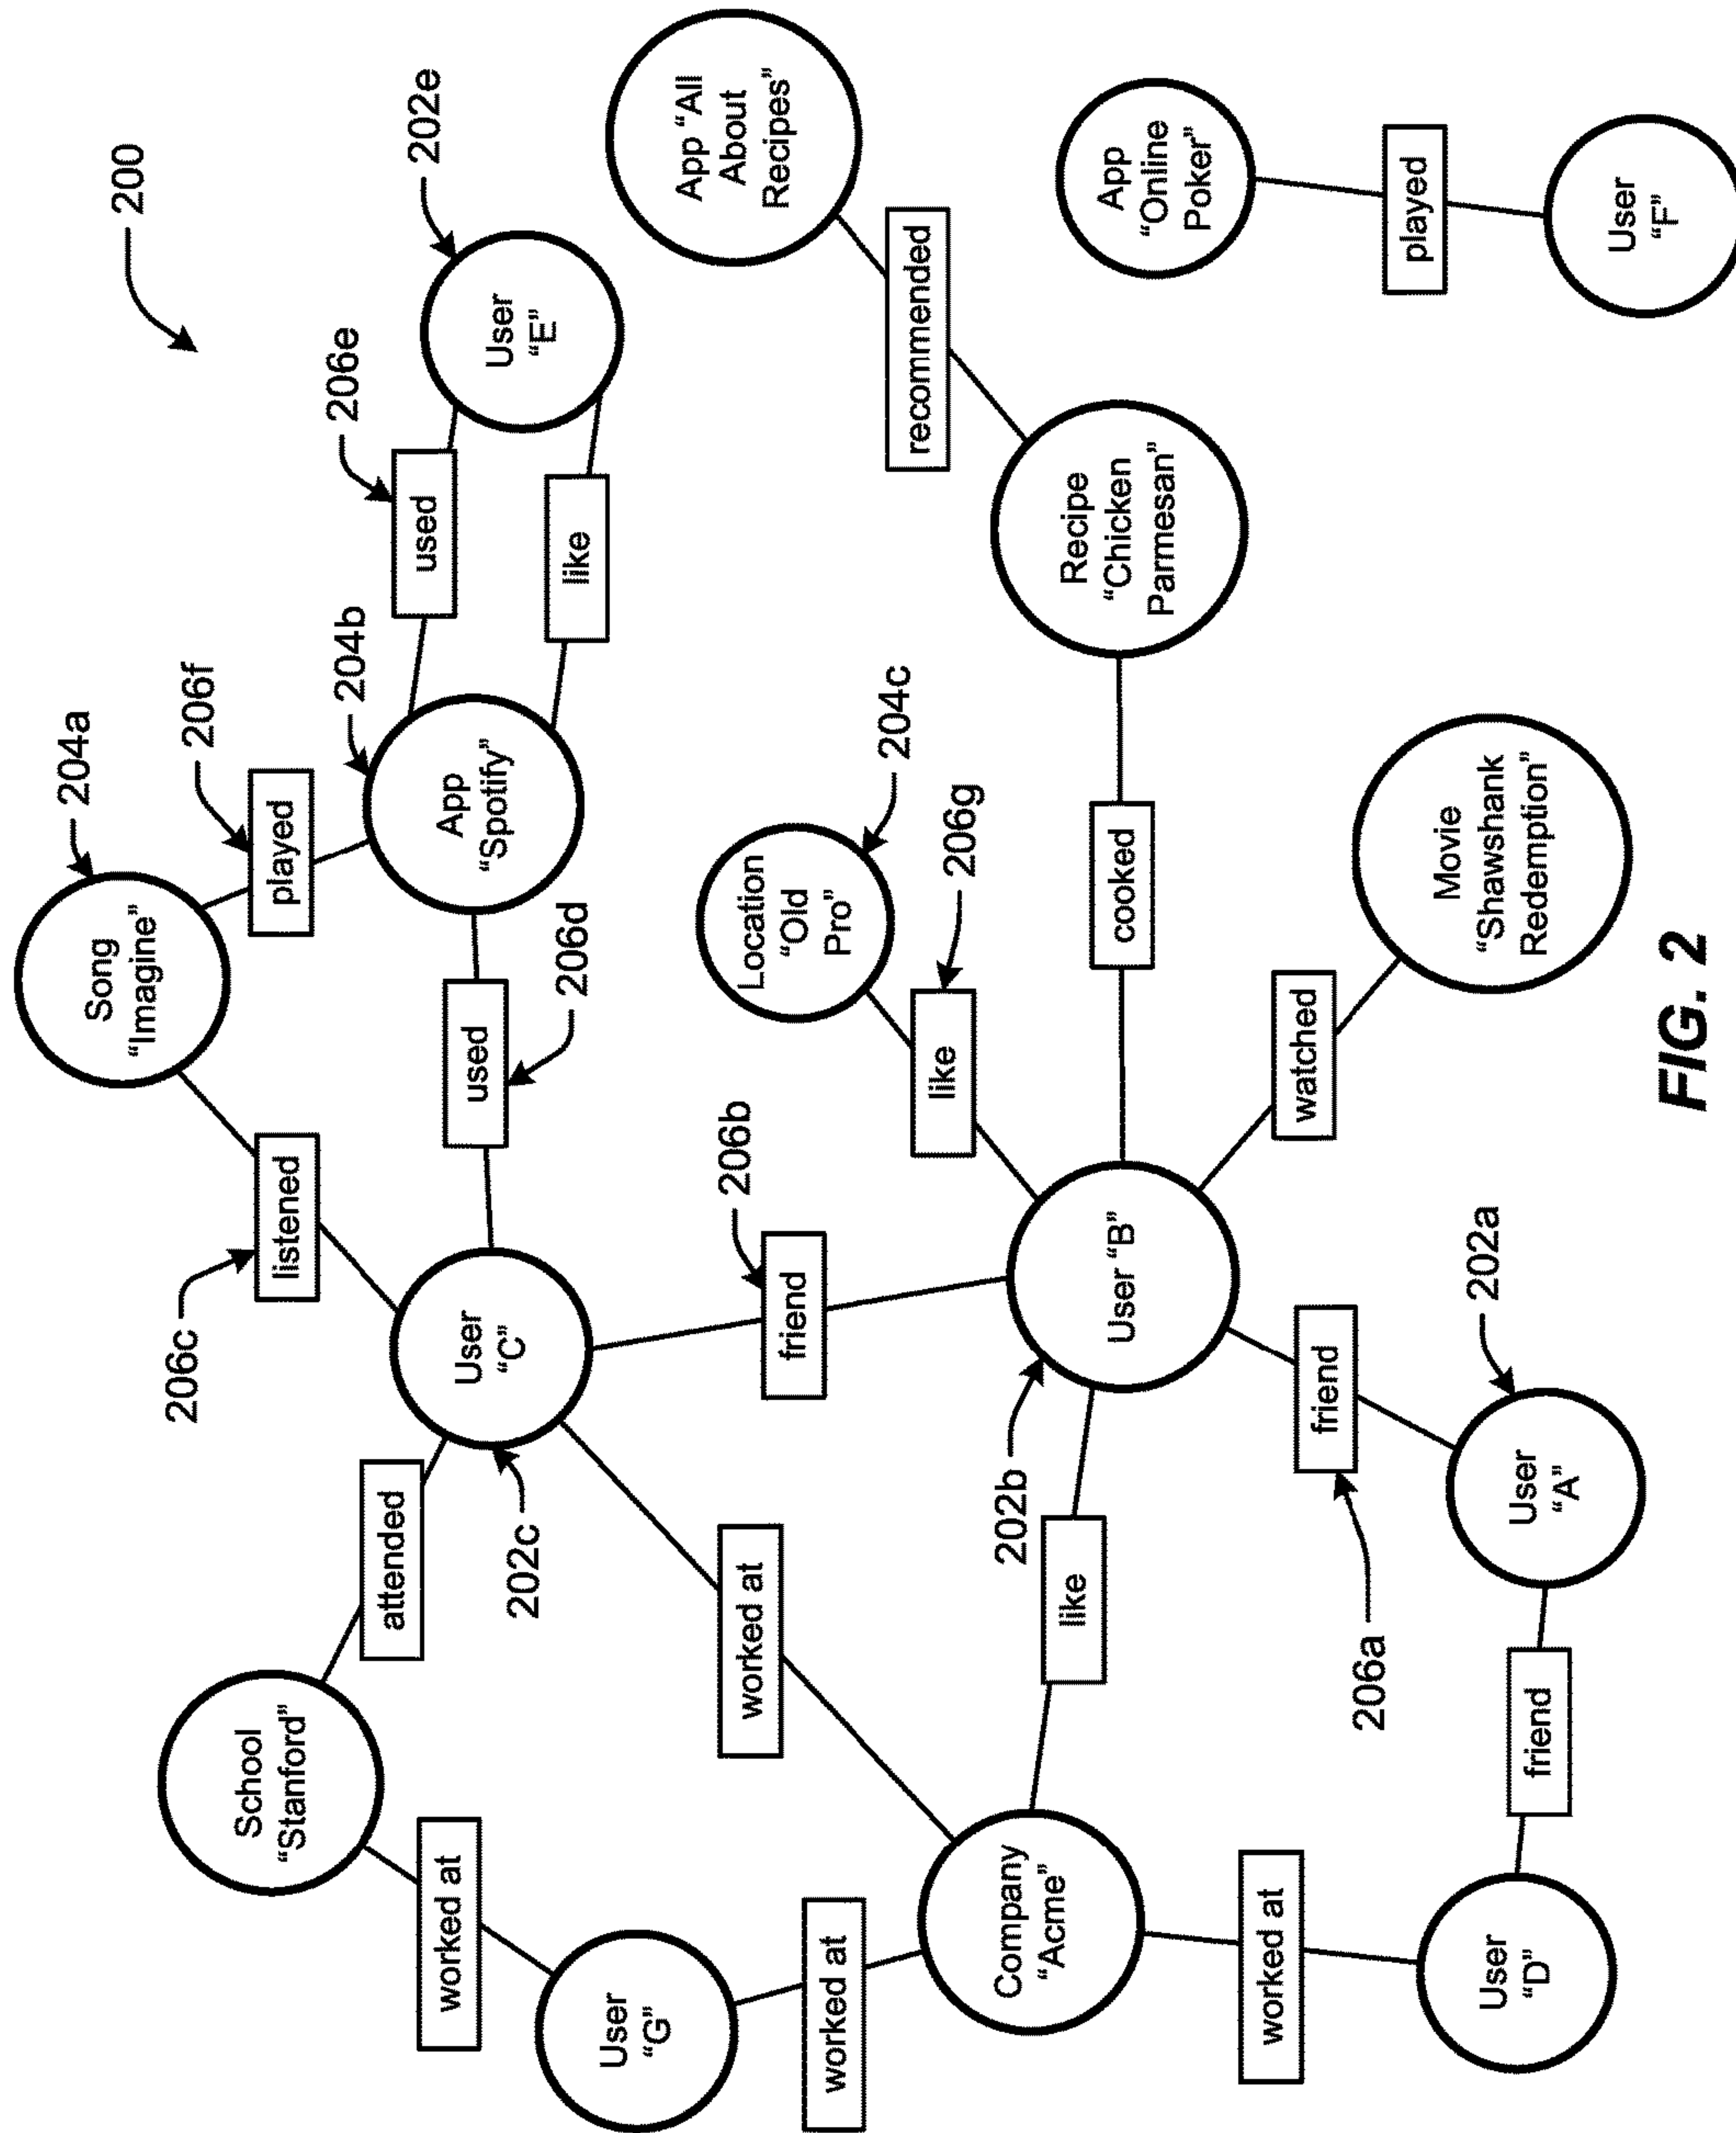 200
204a
206c
206f
Song
“Imagine”
School
“Stanford”
listened
played
206e
204b
attended
202e
used
worked at
User
“C”
used
App
“Spotify”
User
“E”
202c
206d
like
User
“G”
206b
App “All
About
Recipes”
worked at
friend
Location
“Old
Pro”
204c
worked at
like
206g
recommended
202b
Company
“Acme”
like
User “B”
cooked
Recipe
“Chicken
Parmesan”
App
“Online
Poker”
worked at
friend
watched
206a
played
202a
User
“D”
friend
User
“A”
Movie
“Shawshank
Redemption”
User
“F”
FIG. 2